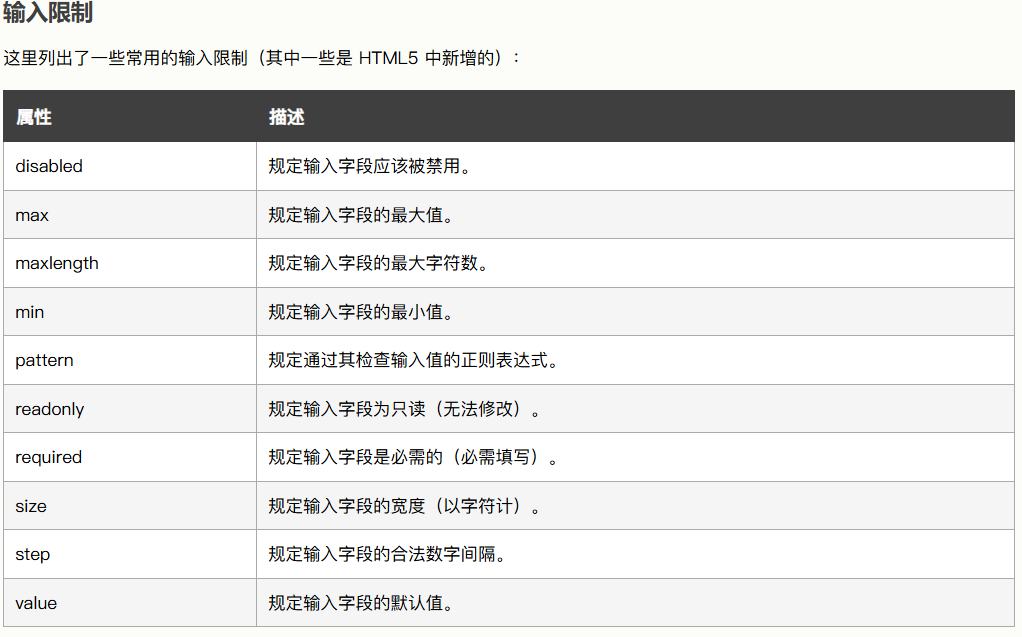 输入限制
这里列出了一些常用的输入限制（其中一些是 HTML5 中新增的）：
属性 描述
disabled 规定输入字段应该被禁用。
max 规定输入字段的最大值。
maxlength 规定输入字段的最大字符数。
min 规定输入字段的最小值。
pattern 规定通过其检查输入值的正则表达式。
readonly 规定输入字段为只读（无法修改）。
required 规定输入字段是必需的（必需填写）。
size 规定输入字段的宽度（以字符计）。
step 规定输入字段的合法数字间隔。
value 规定输入字段的默认值。